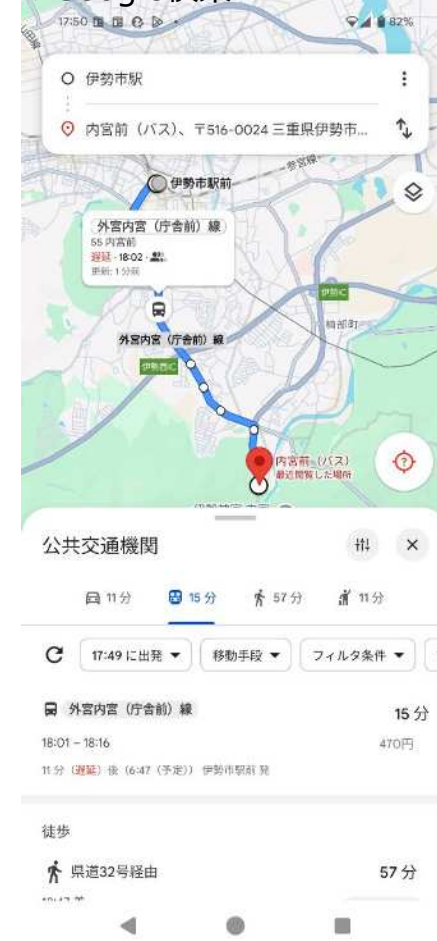 17:50
82%
伊勢市駅
内宮前（バス）、〒516-0024 三重県伊勢市...
伊勢市駅前
参宮線
外宮内宮（庁舎前）線
55 内宮前
遅延 - 18:02 -
更新: 1 分前
伊勢IC
楠部町
外宮内宮（庁舎前）線
伊勢西IC
内宮前（バス）
最近閲覧した場所
公共交通機関
11 分
15 分
57 分
11 分
17:49 に出発
移動手段
フィルタ条件
外宮内宮（庁舎前）線
15 分
18:01 – 18:16
470円
11 分（遅延）後（6:47（予定）） 伊勢市駅前 発
徒歩
県道32号経由
57 分